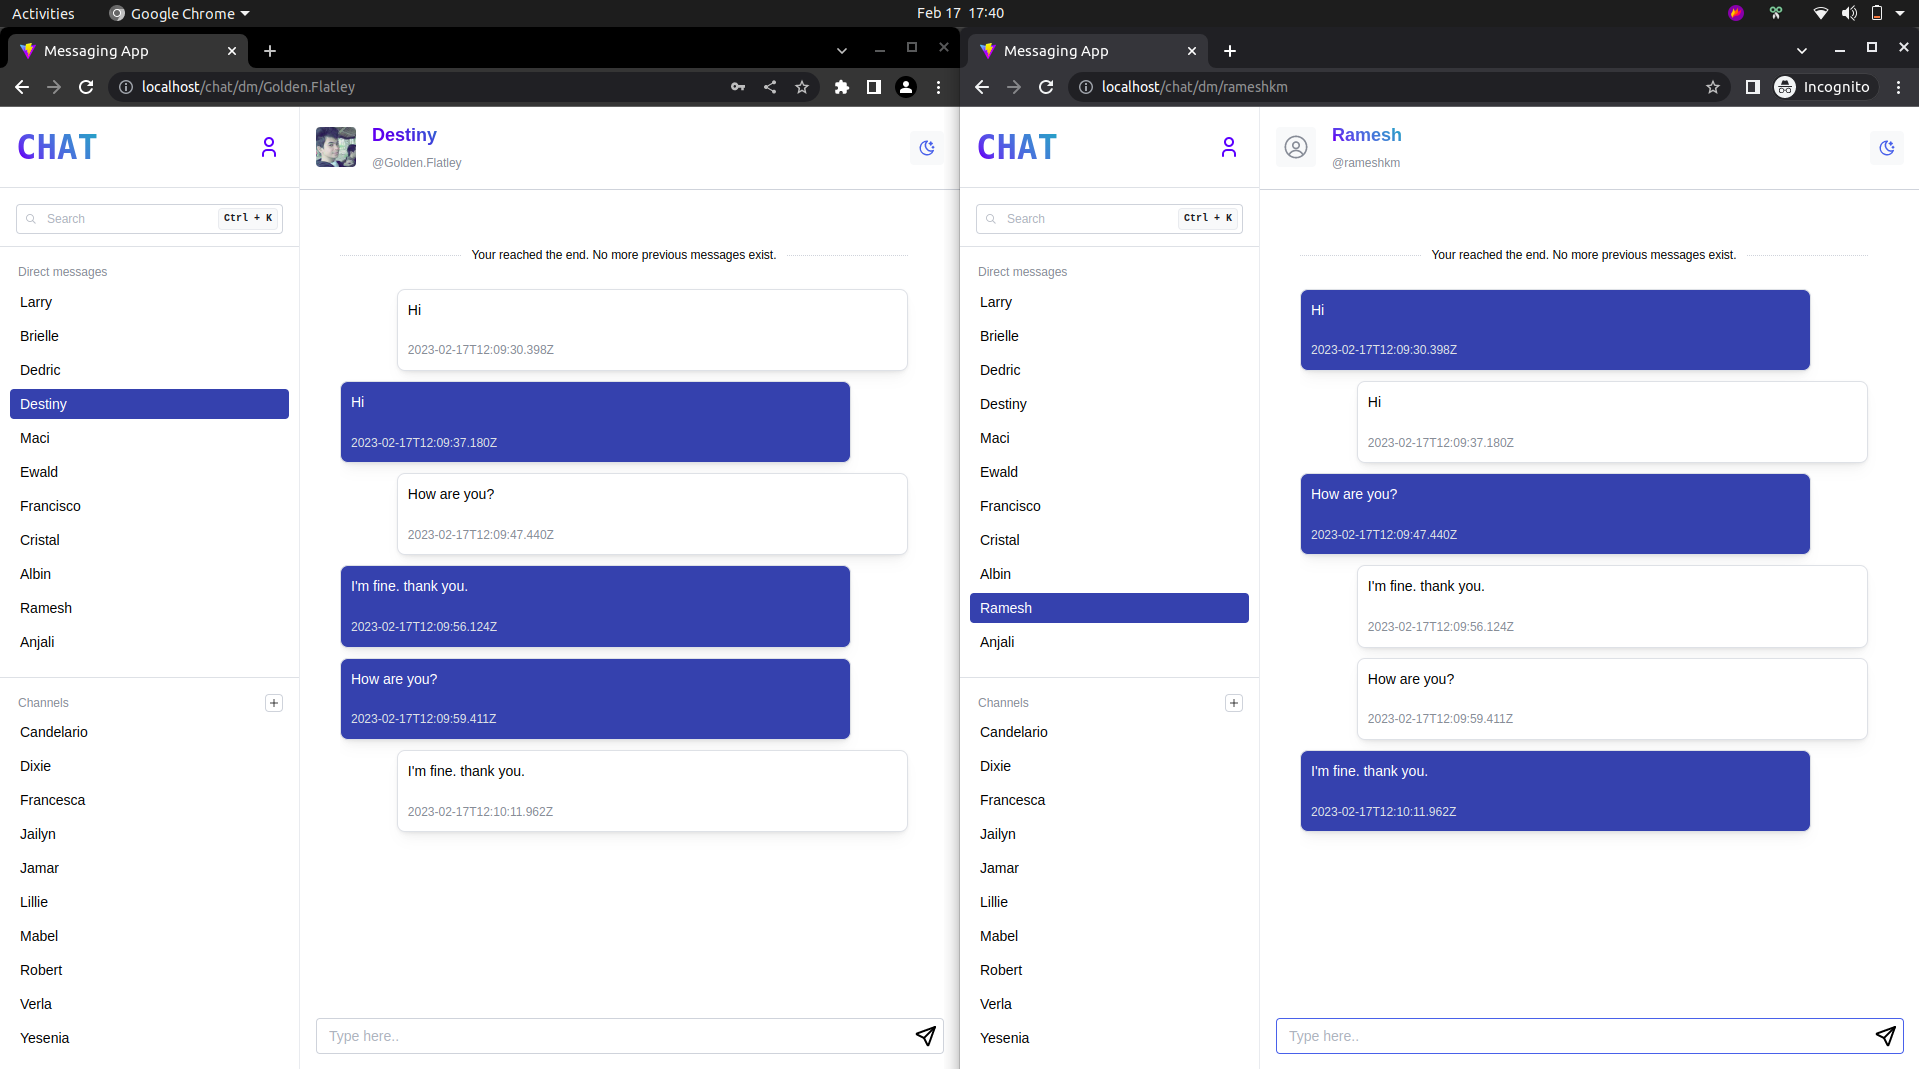 Activities
Google Chrome
Feb 17 17:40
Messaging App
localhost/chat/dm/Golden.Flatley
CHAT
Destiny
@Golden.Flatley
Search
Ctrl + K
Direct messages
Larry
Brielle
Dedric
Destiny
Maci
Ewald
Francisco
Cristal
Albin
Ramesh
Anjali
Channels
Candelario
Dixie
Francesca
Jailyn
Jamar
Lillie
Mabel
Robert
Verla
Yesenia
Your reached the end. No more previous messages exist.
Hi
2023-02-17T12:09:30.398Z
Hi
2023-02-17T12:09:37.180Z
How are you?
2023-02-17T12:09:47.440Z
I'm fine. thank you.
2023-02-17T12:09:56.124Z
How are you?
2023-02-17T12:09:59.411Z
I'm fine. thank you.
2023-02-17T12:10:11.962Z
Type here..
Messaging App
localhost/chat/dm/rameshkm
Incognito
CHAT
Ramesh
@rameshkm
Search
Ctrl + K
Direct messages
Larry
Brielle
Dedric
Destiny
Maci
Ewald
Francisco
Cristal
Albin
Ramesh
Anjali
Channels
Candelario
Dixie
Francesca
Jailyn
Jamar
Lillie
Mabel
Robert
Verla
Yesenia
Your reached the end. No more previous messages exist.
Hi
2023-02-17T12:09:30.398Z
Hi
2023-02-17T12:09:37.180Z
How are you?
2023-02-17T12:09:47.440Z
I'm fine. thank you.
2023-02-17T12:09:56.124Z
How are you?
2023-02-17T12:09:59.411Z
I'm fine. thank you.
2023-02-17T12:10:11.962Z
Type here..